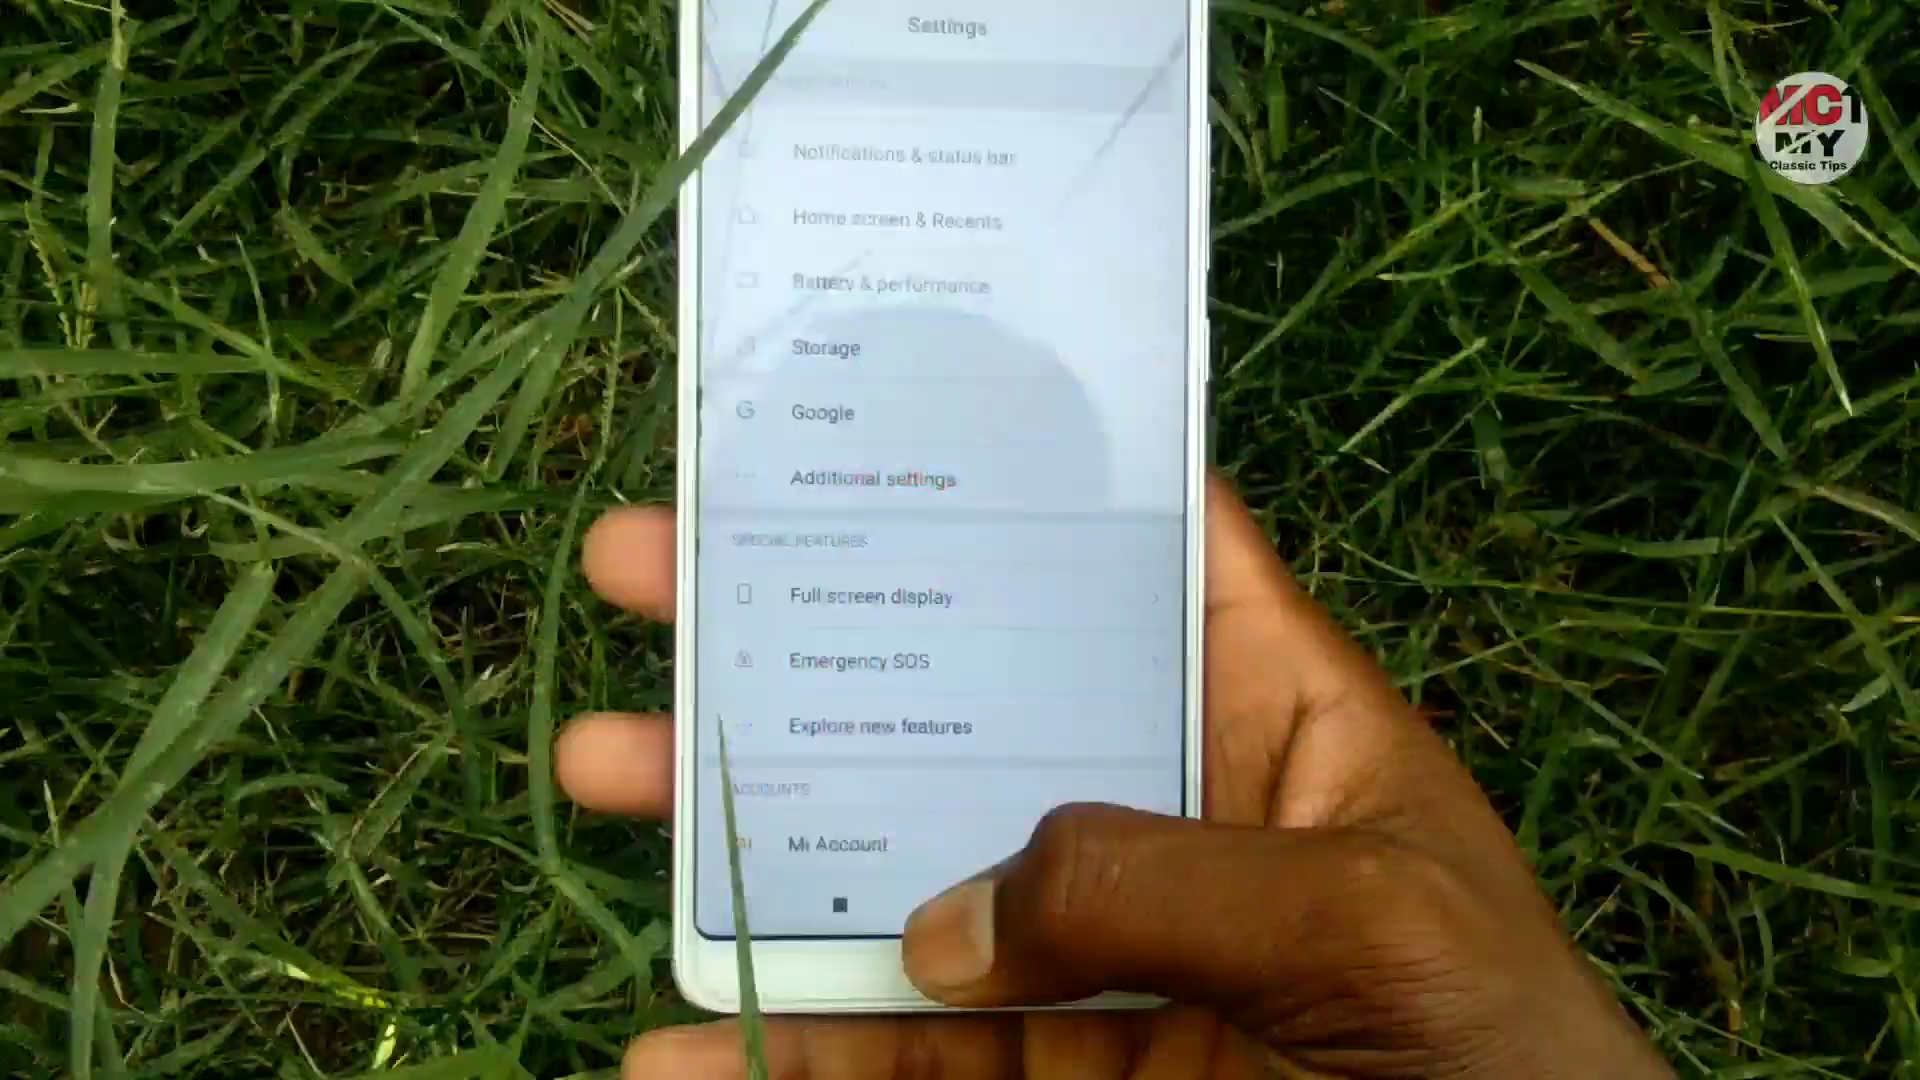 Settings
Notifications & status bar
Home screen & Recents
Battery & performance
Storage
Google
Additional settings
SPECIAL FEATURES
Full screen display
Emergency SOS
Explore new features
ACCOUNTS
Mi Account
MCT
MY
Classic Tips